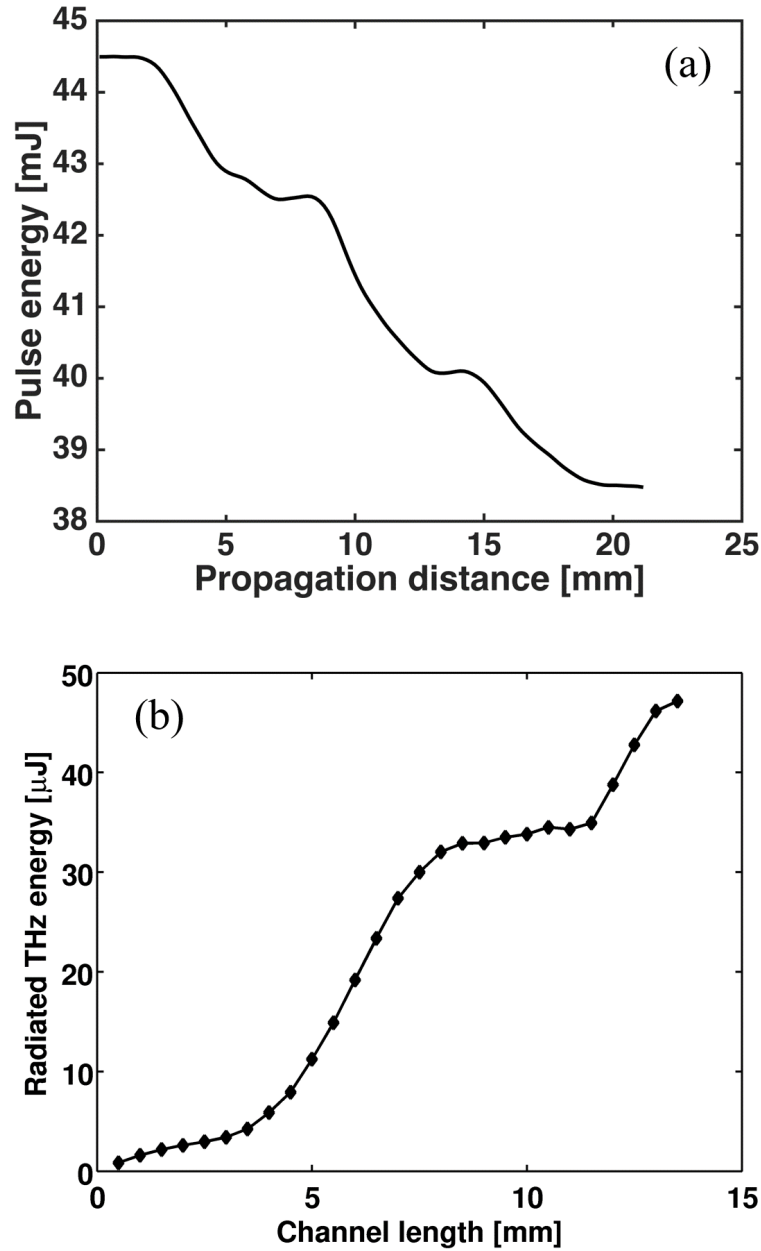 (a)
Pulse energy [mJ]
45
44
43
42
41
40
39
38
0 5 10 15 20 25
Propagation distance [mm]
(b)
Radiated THz energy [μJ]
50
40
30
20
10
0
0 5 10 15
Channel length [mm]